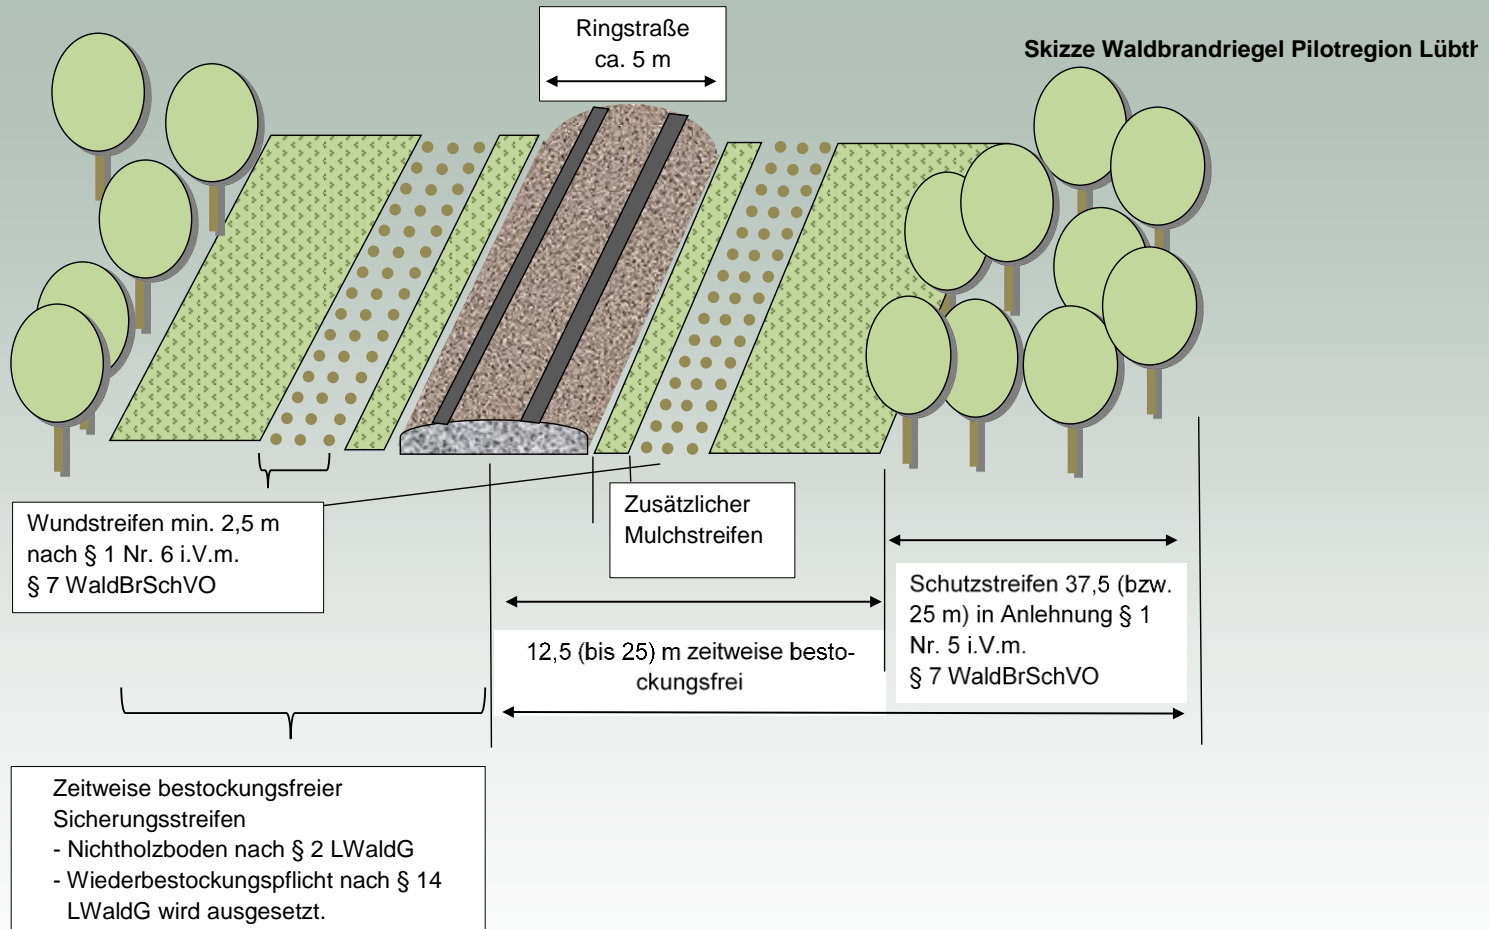 Ringstraße
ca. 5 m
Skizze Waldbrandriegel Pilotregion Lübth
Wundstreifen min. 2,5 m
nach § 1 Nr. 6 i.V.m.
§ 7 WaldBrSchVO
Zusätzlicher
Mulchstreifen
Schutzstreifen 37,5 (bzw.
25 m) in Anlehnung § 1
Nr. 5 i.V.m.
§ 7 WaldBrSchVO
12,5 (bis 25) m zeitweise besto-
ckungsfrei
Zeitweise bestockungsfreier
Sicherungsstreifen
- Nichtholzboden nach § 2 LWaldG
- Wiederbestockungspflicht nach § 14
LWaldG wird ausgesetzt.